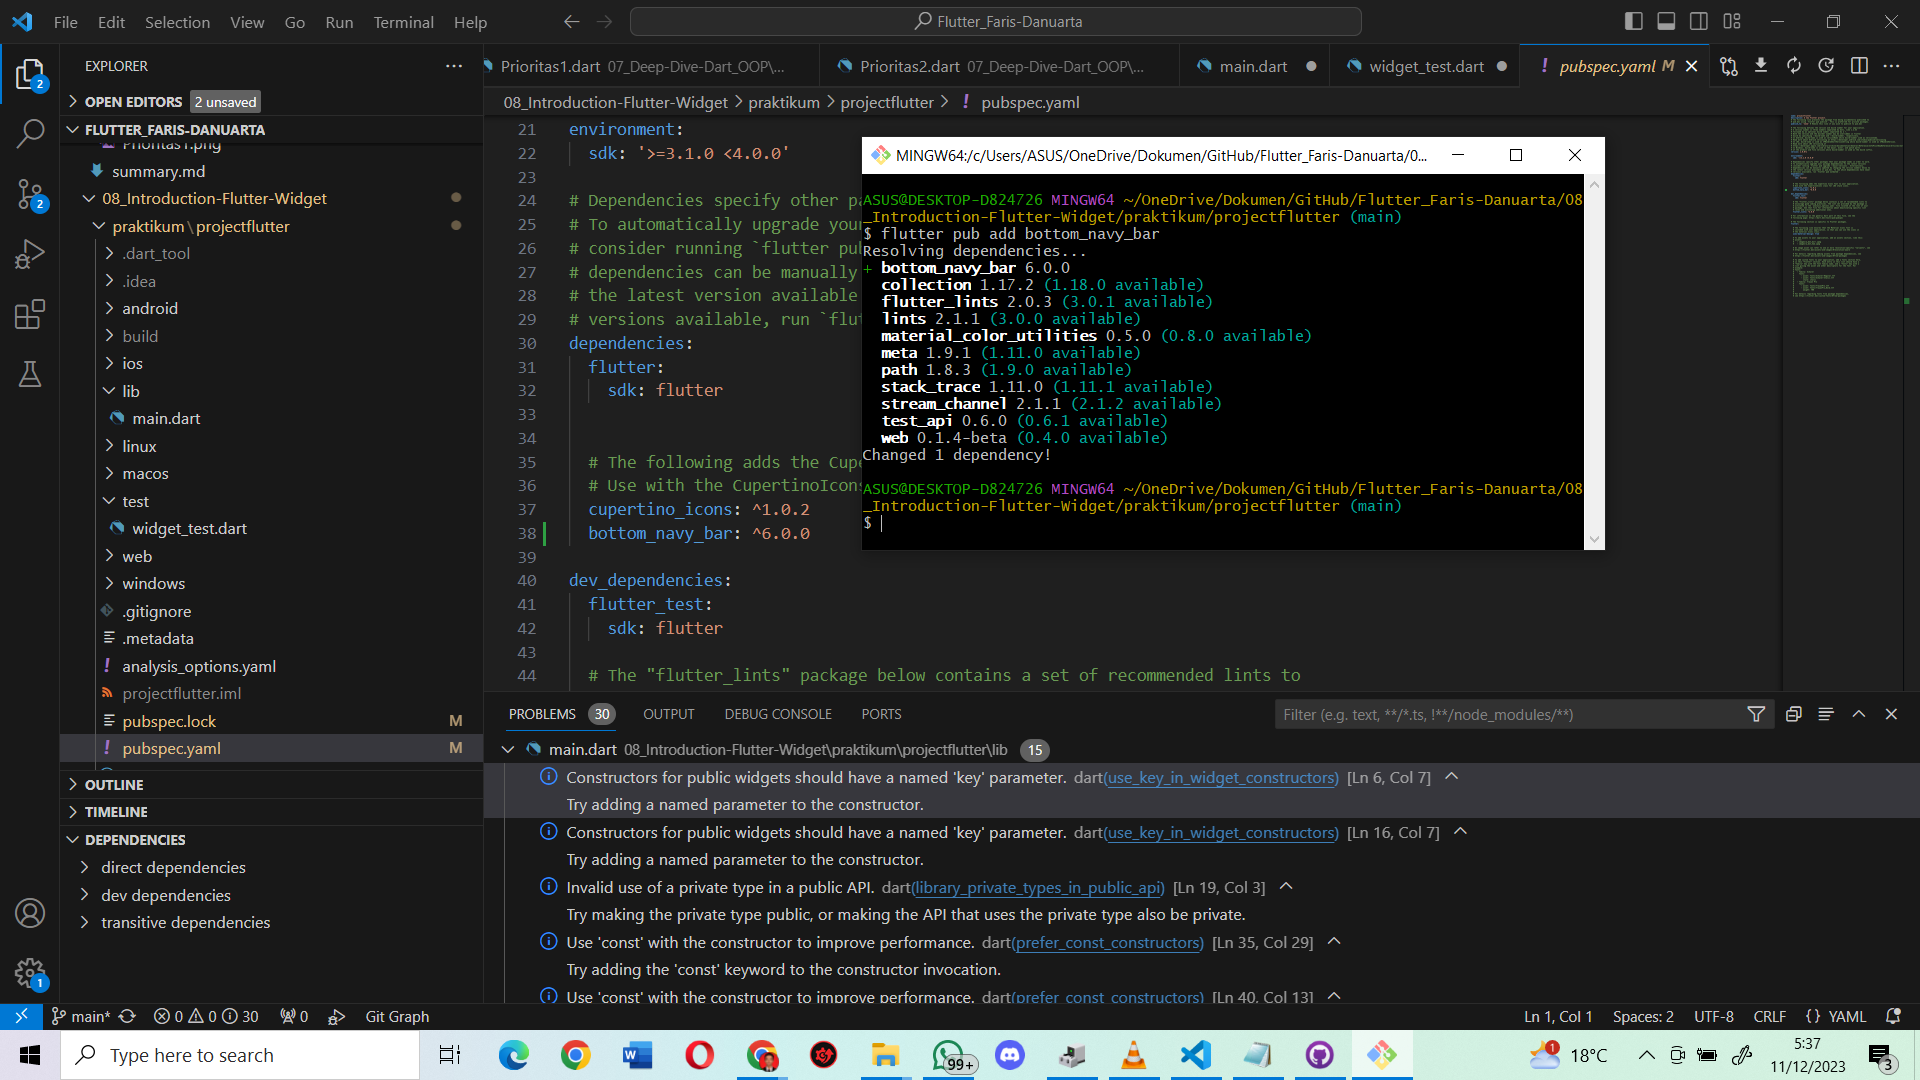 File Edit Selection View Go Run Terminal Help
Flutter_Faris-Danuarta
EXPLORER
OPEN EDITORS 2 unsaved
FLUTTER_FARIS-DANUARTA
Prioritas1.png
summary.md
08_Introduction-Flutter-Widget
praktikum \ projectflutter
.dart_tool
.idea
android
build
ios
lib
main.dart
linux
macos
test
widget_test.dart
web
windows
.gitignore
.metadata
analysis_options.yaml
projectflutter.iml
pubspec.lock M
pubspec.yaml M
OUTLINE
TIMELINE
DEPENDENCIES
direct dependencies
dev dependencies
transitive dependencies
2
2
1
Prioritas1.dart 07_Deep-Dive-Dart_OOP\...
Prioritas2.dart 07_Deep-Dive-Dart_OOP\...
main.dart
widget_test.dart
! pubspec.yaml M
08_Introduction-Flutter-Widget > praktikum > projectflutter > ! pubspec.yaml
21 environment:
22 sdk: '>=3.1.0 <4.0.0'
23
24 # Dependencies specify other pa
25 # To automatically upgrade your
26 # consider running `flutter pub
27 # dependencies can be manually
28 # the latest version available
29 # versions available, run `flut
30 dependencies:
31 flutter:
32 sdk: flutter
33
34
35 # The following adds the Cupe
36 # Use with the CupertinoIcons
37 cupertino_icons: ^1.0.2
38 bottom_navy_bar: ^6.0.0
39
40 dev_dependencies:
41 flutter_test:
42 sdk: flutter
43
44 # The "flutter_lints" package below contains a set of recommended lints to
MINGW64:/c/Users/ASUS/OneDrive/Dokumen/GitHub/Flutter_Faris-Danuarta/0...
ASUS@DESKTOP-D824726 MINGW64 ~/OneDrive/Dokumen/GitHub/Flutter_Faris-Danuarta/08
_Introduction-Flutter-Widget/praktikum/projectflutter (main)
$ flutter pub add bottom_navy_bar
Resolving dependencies...
+ bottom_navy_bar 6.0.0
collection 1.17.2 (1.18.0 available)
flutter_lints 2.0.3 (3.0.1 available)
lints 2.1.1 (3.0.0 available)
material_color_utilities 0.5.0 (0.8.0 available)
meta 1.9.1 (1.11.0 available)
path 1.8.3 (1.9.0 available)
stack_trace 1.11.0 (1.11.1 available)
stream_channel 2.1.1 (2.1.2 available)
test_api 0.6.0 (0.6.1 available)
web 0.1.4-beta (0.4.0 available)
Changed 1 dependency!
ASUS@DESKTOP-D824726 MINGW64 ~/OneDrive/Dokumen/GitHub/Flutter_Faris-Danuarta/08
_Introduction-Flutter-Widget/praktikum/projectflutter (main)
$
PROBLEMS 30 OUTPUT DEBUG CONSOLE PORTS
Filter (e.g. text, **/*.ts, !**/node_modules/**)
main.dart 08_Introduction-Flutter-Widget\praktikum\projectflutter\lib 15
Constructors for public widgets should have a named 'key' parameter. dart(use_key_in_widget_constructors) [Ln 6, Col 7]
Try adding a named parameter to the constructor.
Constructors for public widgets should have a named 'key' parameter. dart(use_key_in_widget_constructors) [Ln 16, Col 7]
Try adding a named parameter to the constructor.
Invalid use of a private type in a public API. dart(library_private_types_in_public_api) [Ln 19, Col 3]
Try making the private type public, or making the API that uses the private type also be private.
Use 'const' with the constructor to improve performance. dart(prefer_const_constructors) [Ln 35, Col 29]
Try adding the 'const' keyword to the constructor invocation.
Use 'const' with the constructor to improve performance. dart(prefer_const_constructors) [Ln 40, Col 13]
main* 0 0 30 0 Git Graph
Ln 1, Col 1 Spaces: 2 UTF-8 CRLF {} YAML
Type here to search
99+
1
18°C
5:37
11/12/2023
3